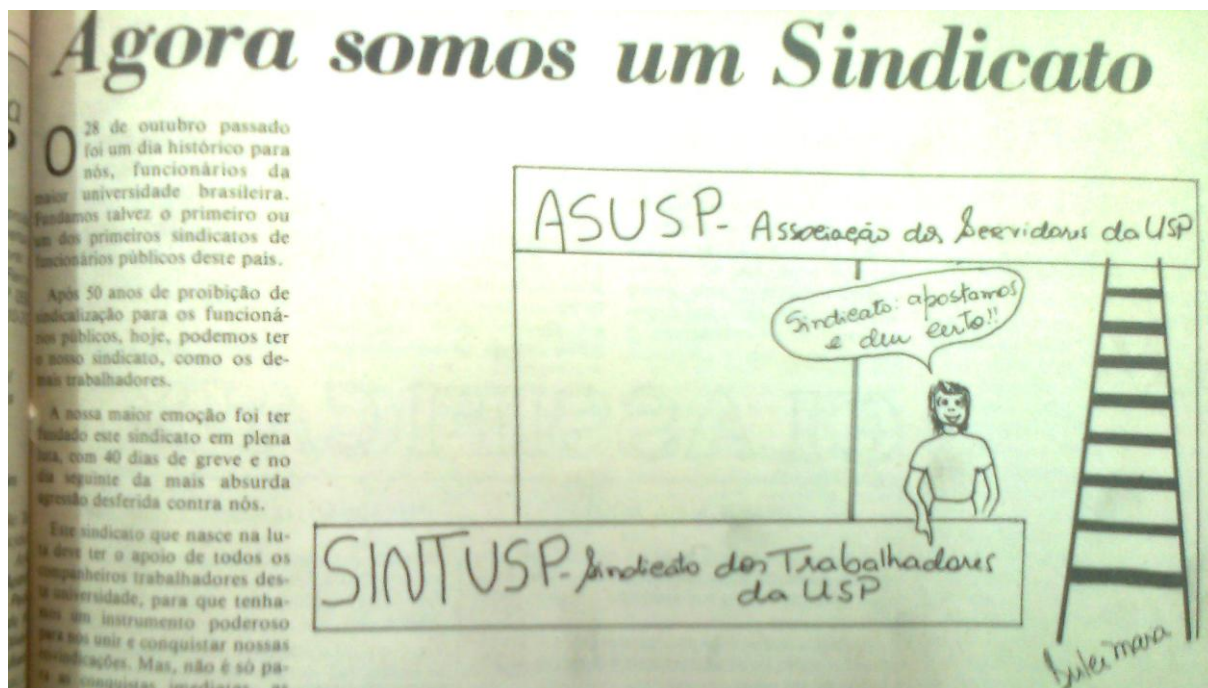 Agora somos um Sindicato
O 28 de outubro passado
foi um dia histórico para
nós, funcionários da
maior universidade brasileira.
Fundamos talvez o primeiro ou
um dos primeiros sindicatos de
funcionários públicos deste país.
Após 50 anos de proibição de
sindicalização para os funcioná-
rios públicos, hoje, podemos ter
o nosso sindicato, como os de-
mais trabalhadores.
A nossa maior emoção foi ter
fundado este sindicato em plena
luta, com 40 dias de greve e no
dia seguinte da mais absurda
agressão desferida contra nós.
Este sindicato que nasce na lu-
ta deve ter o apoio de todos os
companheiros trabalhadores des-
ta universidade, para que tenha-
mos um instrumento poderoso
para nos unir e conquistar nossas
reivindicações. Mas, não é só pa-
ra as conquistas imediatas,
ASUSP - Associação dos Servidores da USP
Sindicato: apostamos
e deu certo!!
SINTUSP - Sindicato dos Trabalhadores
da USP